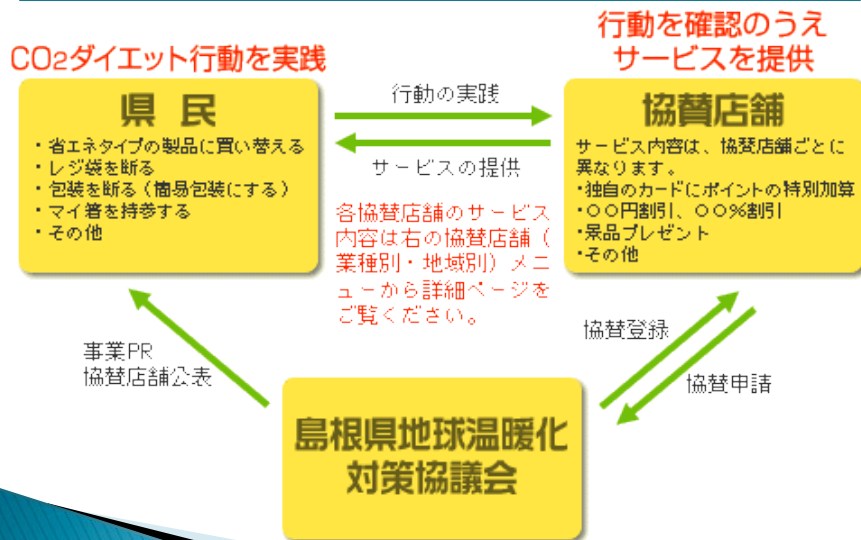 CO2ダイエット行動を実践
行動を確認のうえ
サービスを提供
県 民
・省エネタイプの製品に買い替える
・レジ袋を断る
・包装を断る（簡易包装にする）
・マイ箸を持参する
・その他
行動の実践
サービスの提供
協賛店舗
サービス内容は、協賛店舗ごとに
異なります。
・独自のカードにポイントの特別加算
・〇〇円割引、〇〇%割引
・景品プレゼント
・その他
各協賛店舗のサービス
内容は右の協賛店舗（
業種別・地域別）メニ
ューから詳細ページを
ご覧ください。
事業PR
協賛店舗公表
協賛登録
協賛申請
島根県地球温暖化
対策協議会